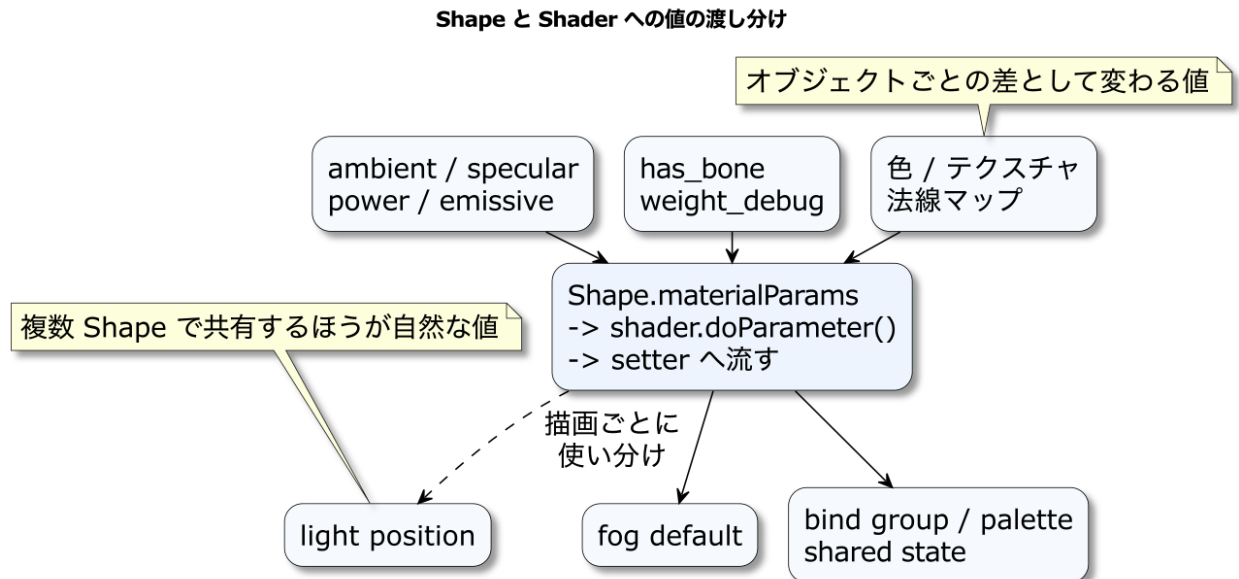 Shape と Shader への値の渡し分け
オブジェクトごとの差として変わる値
ambient / specular
power / emissive
has_bone
weight_debug
色 / テクスチャ
法線マップ
Shape.materialParams
-> shader.doParameter()
-> setter へ流す
複数 Shape で共有するほうが自然な値
描画ごとに
使い分け
light position
fog default
bind group / palette
shared state